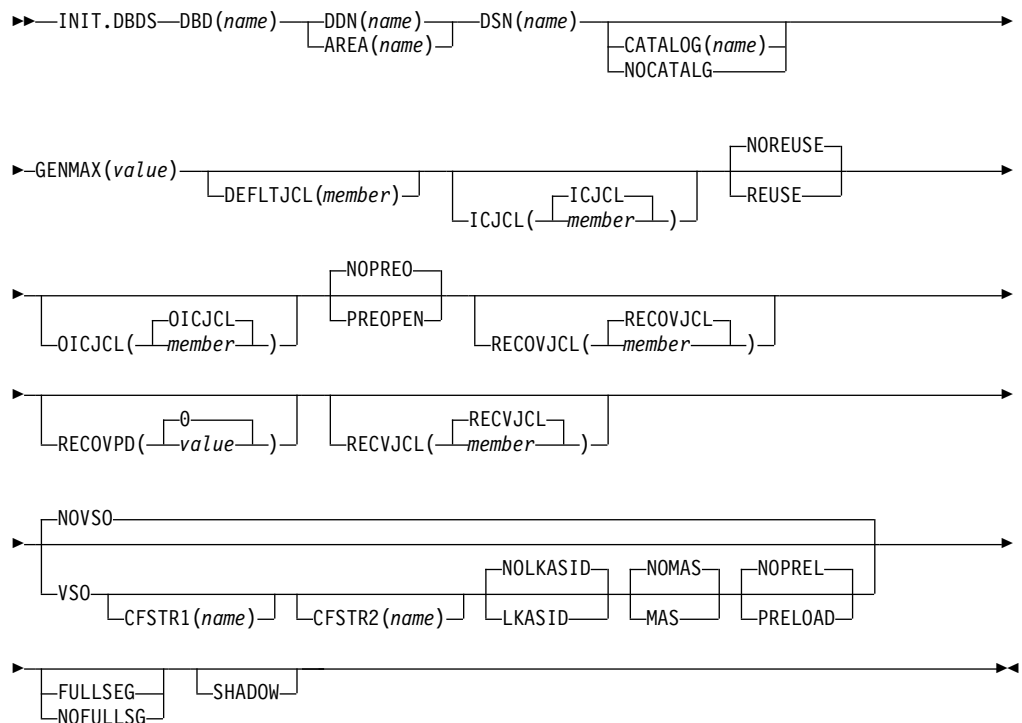 INIT.DBDS DBD(name) DDN(name) DSN(name)
AREA(name) CATALOG(name)
NOCATALG
NOREUSE
GENMAX(value) REUSE
DEFLTJCL(member) ICJCL
ICJCL( member )
NOPREO
OICJCL PREOPEN RECOVJCL
OICJCL( member ) RECOVJCL( member )
0 RECVJCL
RECOVPD( value ) RECVJCL( member )
NOVSO
NOLKASID NOMAS NOPREL
VSO LKASID MAS PRELOAD
CFSTR1(name) CFSTR2(name)
FULLSEG SHADOW
NOFULLSG